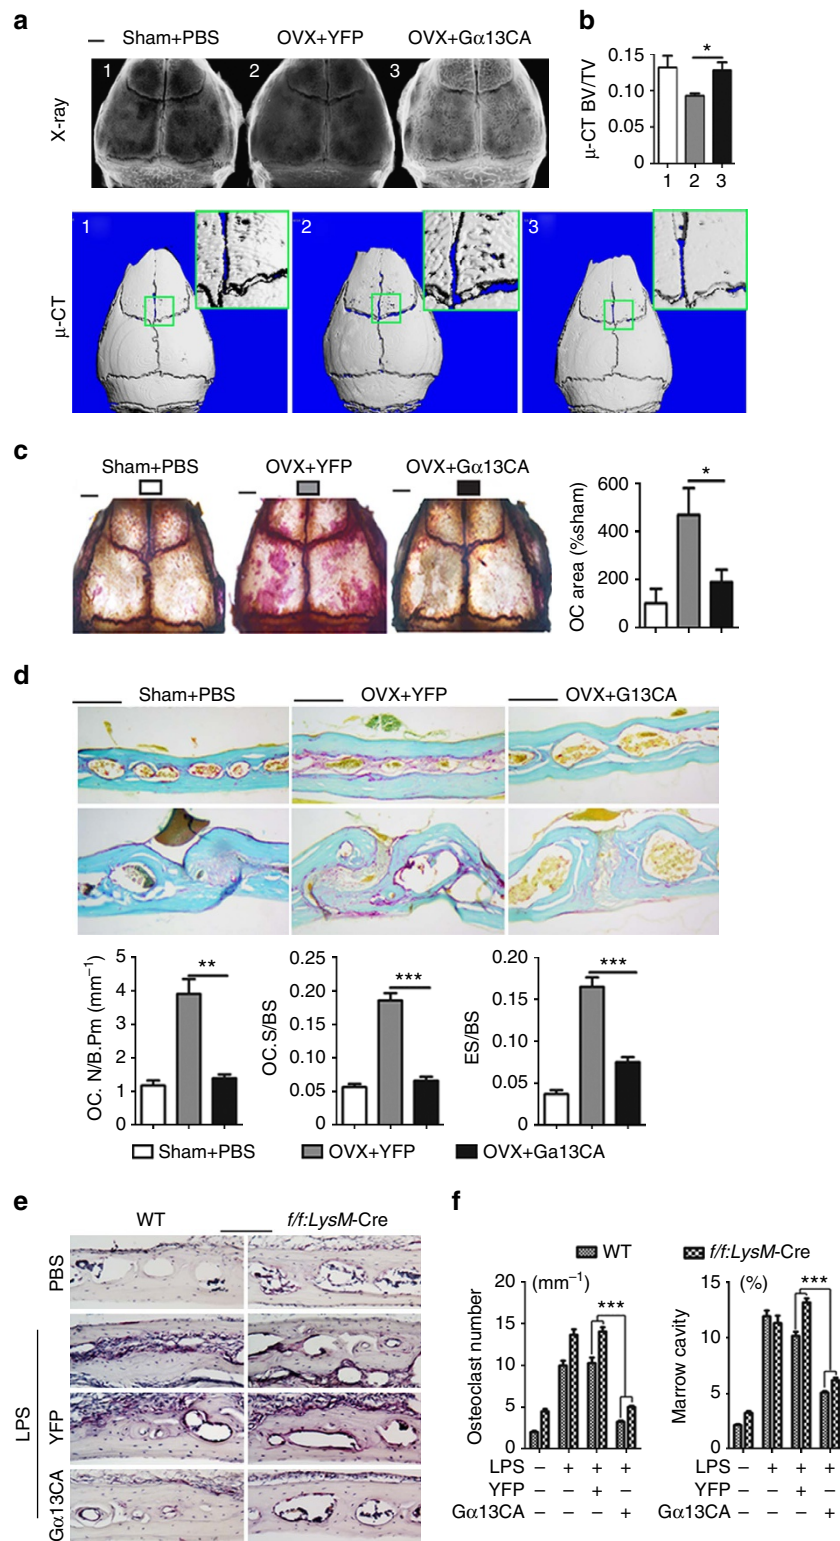 a
Sham+PBS OVX+YFP OVX+Gα13CA
X-ray
1 2 3
b
μ-CT BV/TV
0.15
0.10
0.05
0
*
1 2 3
μ-CT
1 2 3
c
Sham+PBS OVX+YFP OVX+Gα13CA
OC area (%sham)
600
400
200
0
*
d
Sham+PBS OVX+YFP OVX+G13CA
OC. N/B.Pm (mm⁻¹)
5
4
3
2
1
0
**
OC.S/BS
0.25
0.20
0.15
0.10
0.05
0.00
***
ES/BS
0.20
0.15
0.10
0.05
0.00
***
Sham+PBS OVX+YFP OVX+Ga13CA
e
WT f/f:LysM-Cre
PBS
LPS
YFP
Gα13CA
f
WT f/f:LysM-Cre
Osteoclast number
(mm⁻¹)
20
15
10
5
0
***
LPS – + + +
YFP – – + –
Gα13CA – – – +
Marrow cavity
(%)
15
10
5
0
***
LPS – + + +
YFP – – + –
Gα13CA – – – +